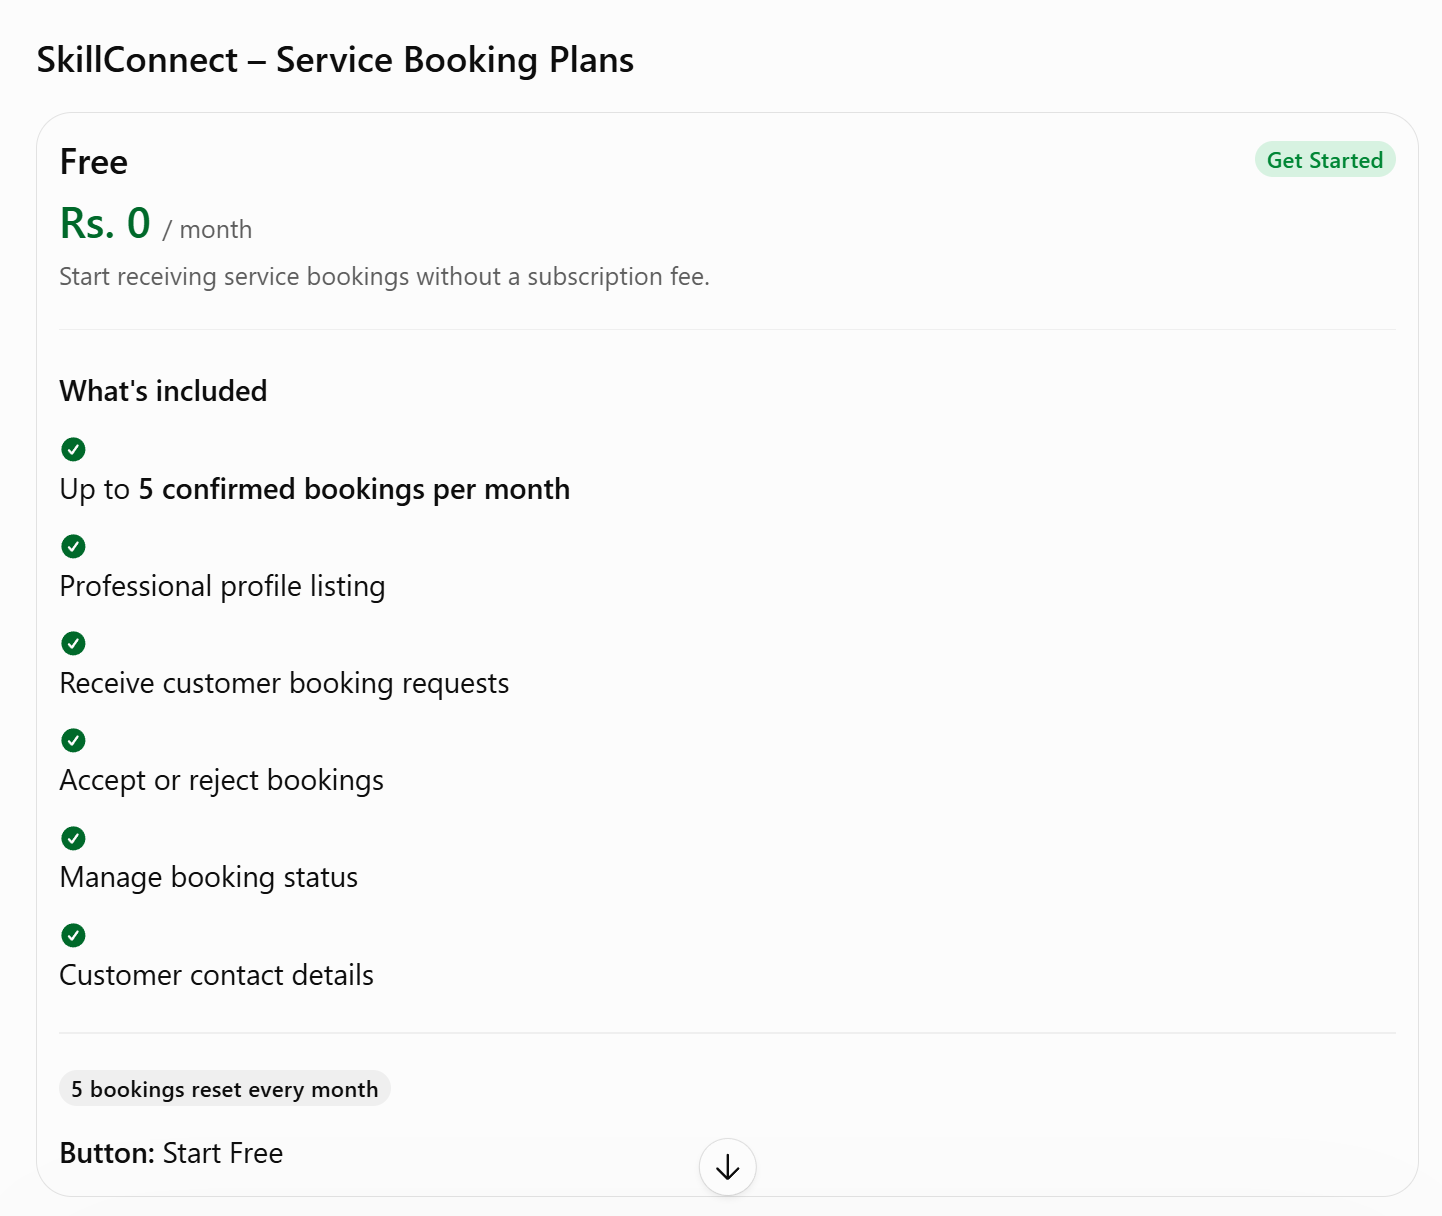 SkillConnect – Service Booking Plans
Free
Get Started
Rs. 0 / month
Start receiving service bookings without a subscription fee.
What's included
Up to 5 confirmed bookings per month
Professional profile listing
Receive customer booking requests
Accept or reject bookings
Manage booking status
Customer contact details
5 bookings reset every month
Button: Start Free